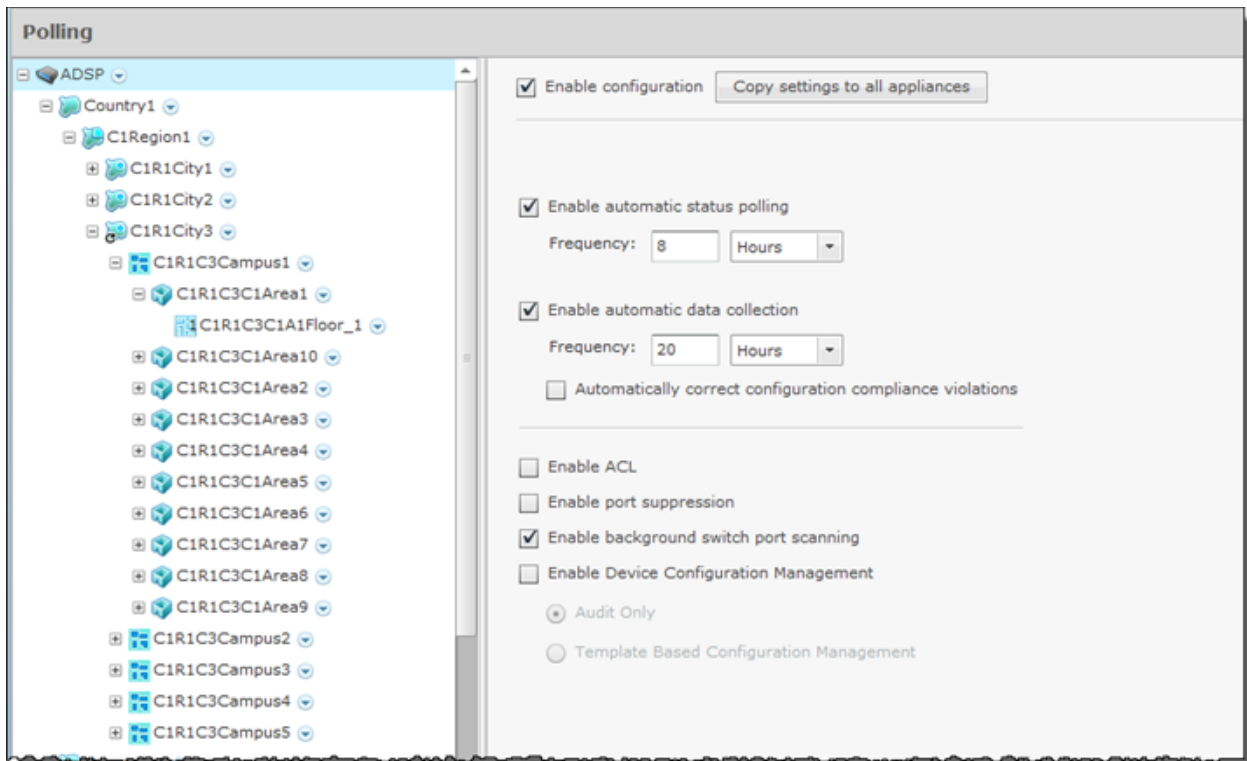 Polling
ADSP
Country1
C1Region1
C1R1City1
C1R1City2
C1R1City3
C1R1C3Campus1
C1R1C3C1Area1
1 C1R1C3C1A1Floor_1
C1R1C3C1Area10
C1R1C3C1Area2
C1R1C3C1Area3
C1R1C3C1Area4
C1R1C3C1Area5
C1R1C3C1Area6
C1R1C3C1Area7
C1R1C3C1Area8
C1R1C3C1Area9
C1R1C3Campus2
C1R1C3Campus3
C1R1C3Campus4
C1R1C3Campus5
Enable configuration Copy settings to all appliances
Enable automatic status polling
Frequency: 8 Hours
Enable automatic data collection
Frequency: 20 Hours
Automatically correct configuration compliance violations
Enable ACL
Enable port suppression
Enable background switch port scanning
Enable Device Configuration Management
Audit Only
Template Based Configuration Management